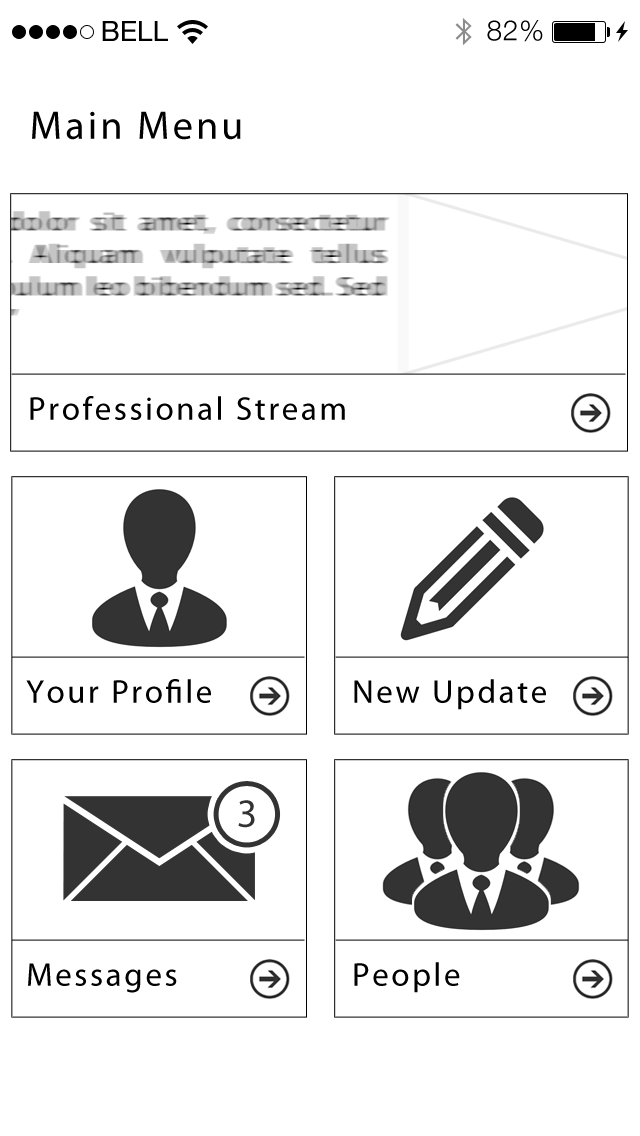 BELL 82%
Main Menu
dolor sit amet, consectetur
. Aliquam vulputate tellus
leo bibendum sed. Sed
Professional Stream
Your Profile
New Update
3
Messages
People